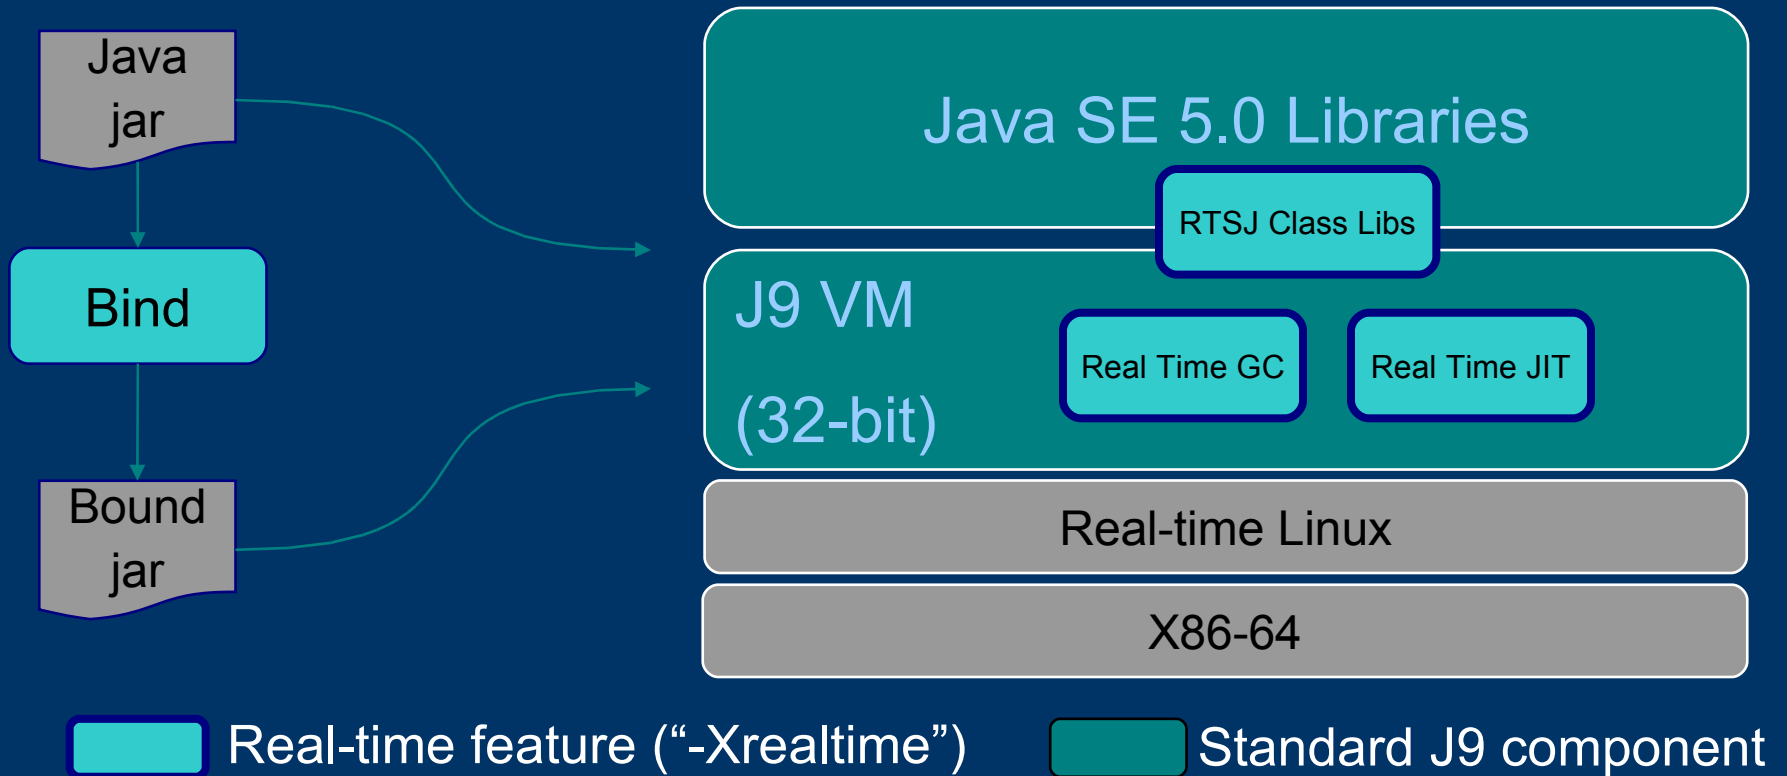 Java
jar
Bind
Bound
jar
Java SE 5.0 Libraries
RTSJ Class Libs
J9 VM
(32-bit)
Real Time GC
Real Time JIT
Real-time Linux
X86-64
Real-time feature (“-Xrealtime”)
Standard J9 component